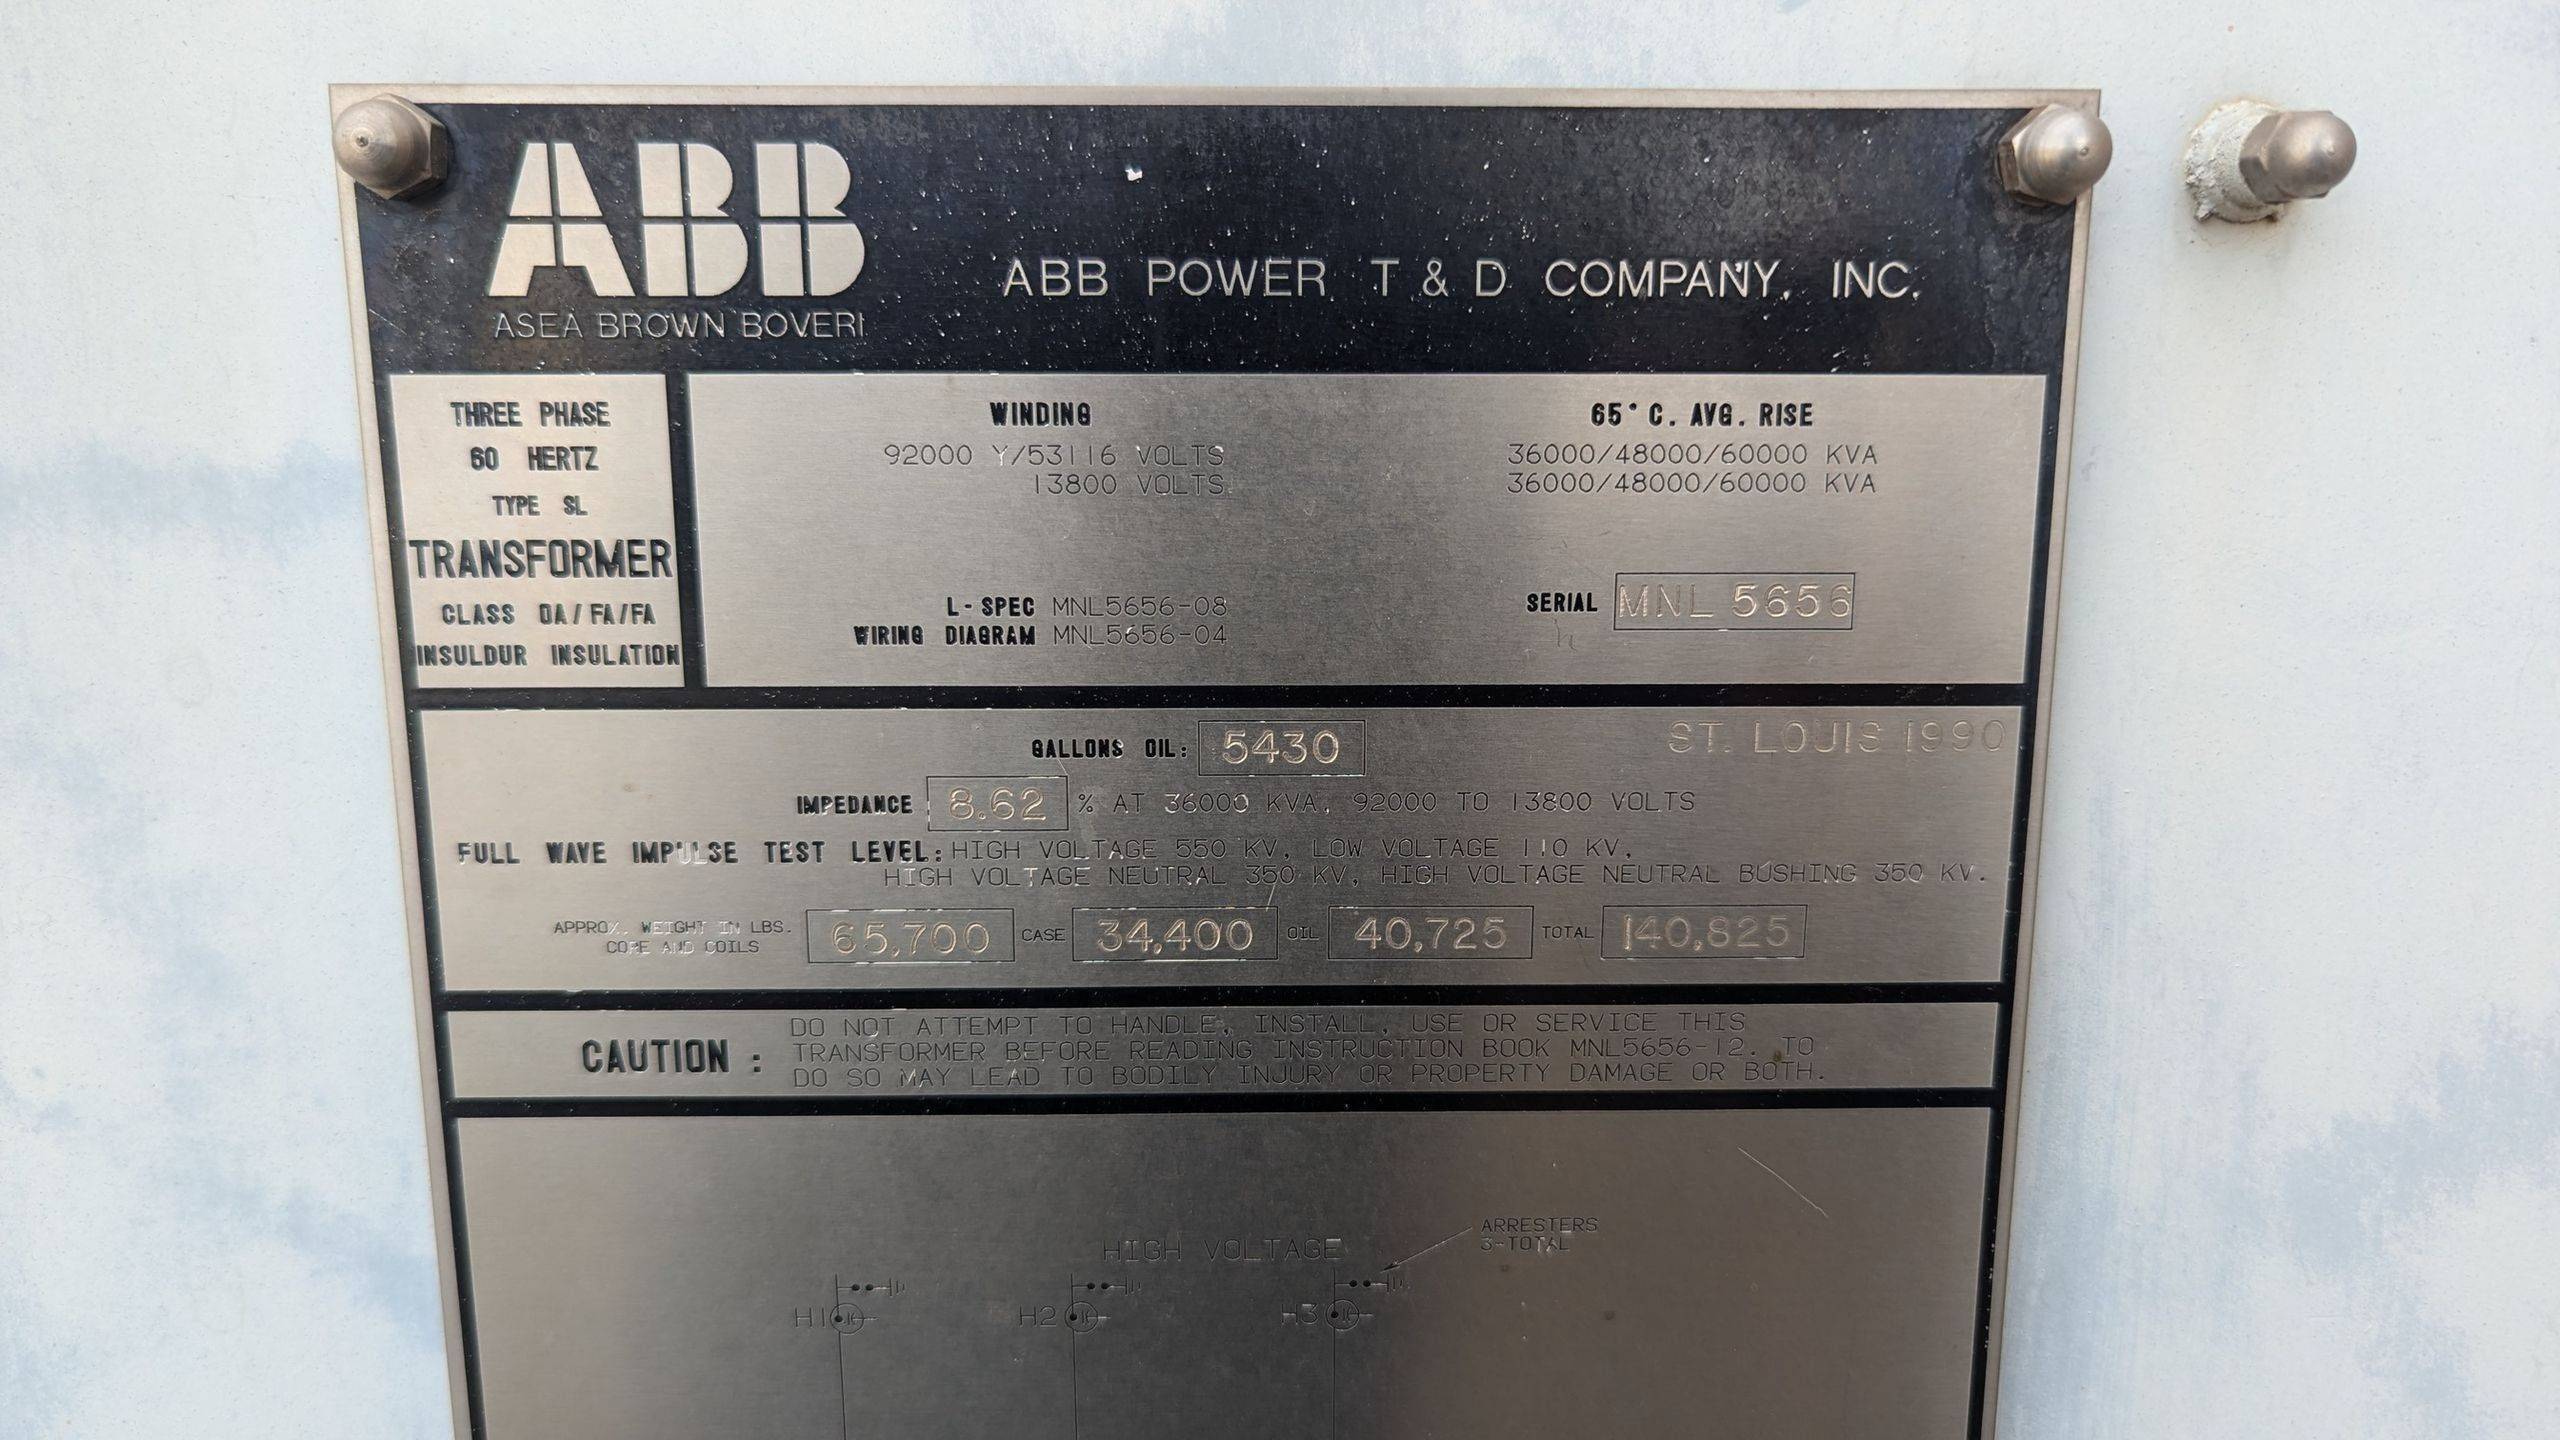 ABB
ASEA BROWN BOVERI
ABB POWER T & D COMPANY, INC.
THREE PHASE
60 HERTZ
TYPE SL
TRANSFORMER
CLASS OA/FA/FA
INSULDUR INSULATION
WINDING
92000 Y/53116 VOLTS
13800 VOLTS
65° C. AVG. RISE
36000/48000/60000 KVA
36000/48000/60000 KVA
L-SPEC MNL5656-08
WIRING DIAGRAM MNL5656-04
SERIAL MNL 5656
GALLONS OIL: 5430
ST. LOUIS 1990
IMPEDANCE 8.62 % AT 36000 KVA, 92000 TO 13800 VOLTS
FULL WAVE IMPULSE TEST LEVEL: HIGH VOLTAGE 550 KV, LOW VOLTAGE 110 KV,
HIGH VOLTAGE NEUTRAL 350 KV, HIGH VOLTAGE NEUTRAL BUSHING 350 KV.
APPROX. WEIGHT IN LBS.
CORE AND COILS 65,700 CASE 34,400 OIL 40,725 TOTAL 140,825
CAUTION : DO NOT ATTEMPT TO HANDLE, INSTALL, USE OR SERVICE THIS
TRANSFORMER BEFORE READING INSTRUCTION BOOK MNL5656-12. TO
DO SO MAY LEAD TO BODILY INJURY OR PROPERTY DAMAGE OR BOTH.
HIGH VOLTAGE
ARRESTERS
3-TOTAL
H1 H2 H3